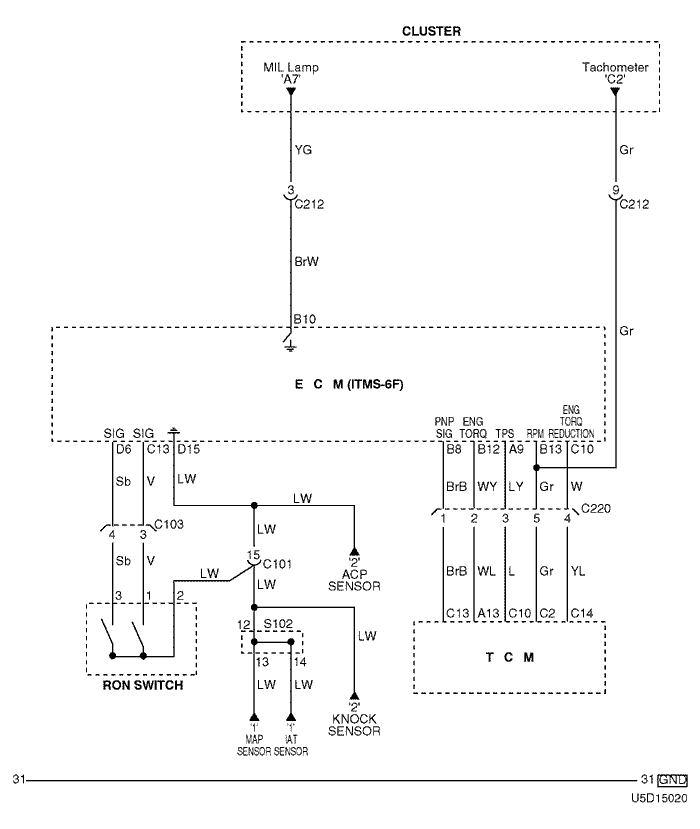 CLUSTER
MIL Lamp
'A7'
Tachometer
'C2'
YG
Gr
3
C212
9
C212
BrW
B10
Gr
E C M (ITMS-6F)
SIG
SIG
PNP
SIG
ENG
TORQ
TPS
RPM
ENG
TORQ
REDUCTION
D6
C13
D15
B8
B12
A9
B13
C10
Sb
V
LW
LW
BrB
WY
LY
Gr
W
LW
4
3
C103
1
2
3
5
4
C220
15
C101
'2'
ACP
SENSOR
Sb
V
LW
LW
BrB
WL
L
Gr
YL
3
1
2
C13
A13
C10
C2
C14
12
S102
LW
T C M
13
14
RON SWITCH
LW
LW
'2'
KNOCK
SENSOR
'1'
MAP
SENSOR
'1'
IAT
SENSOR
31
31 GND
U5D15020